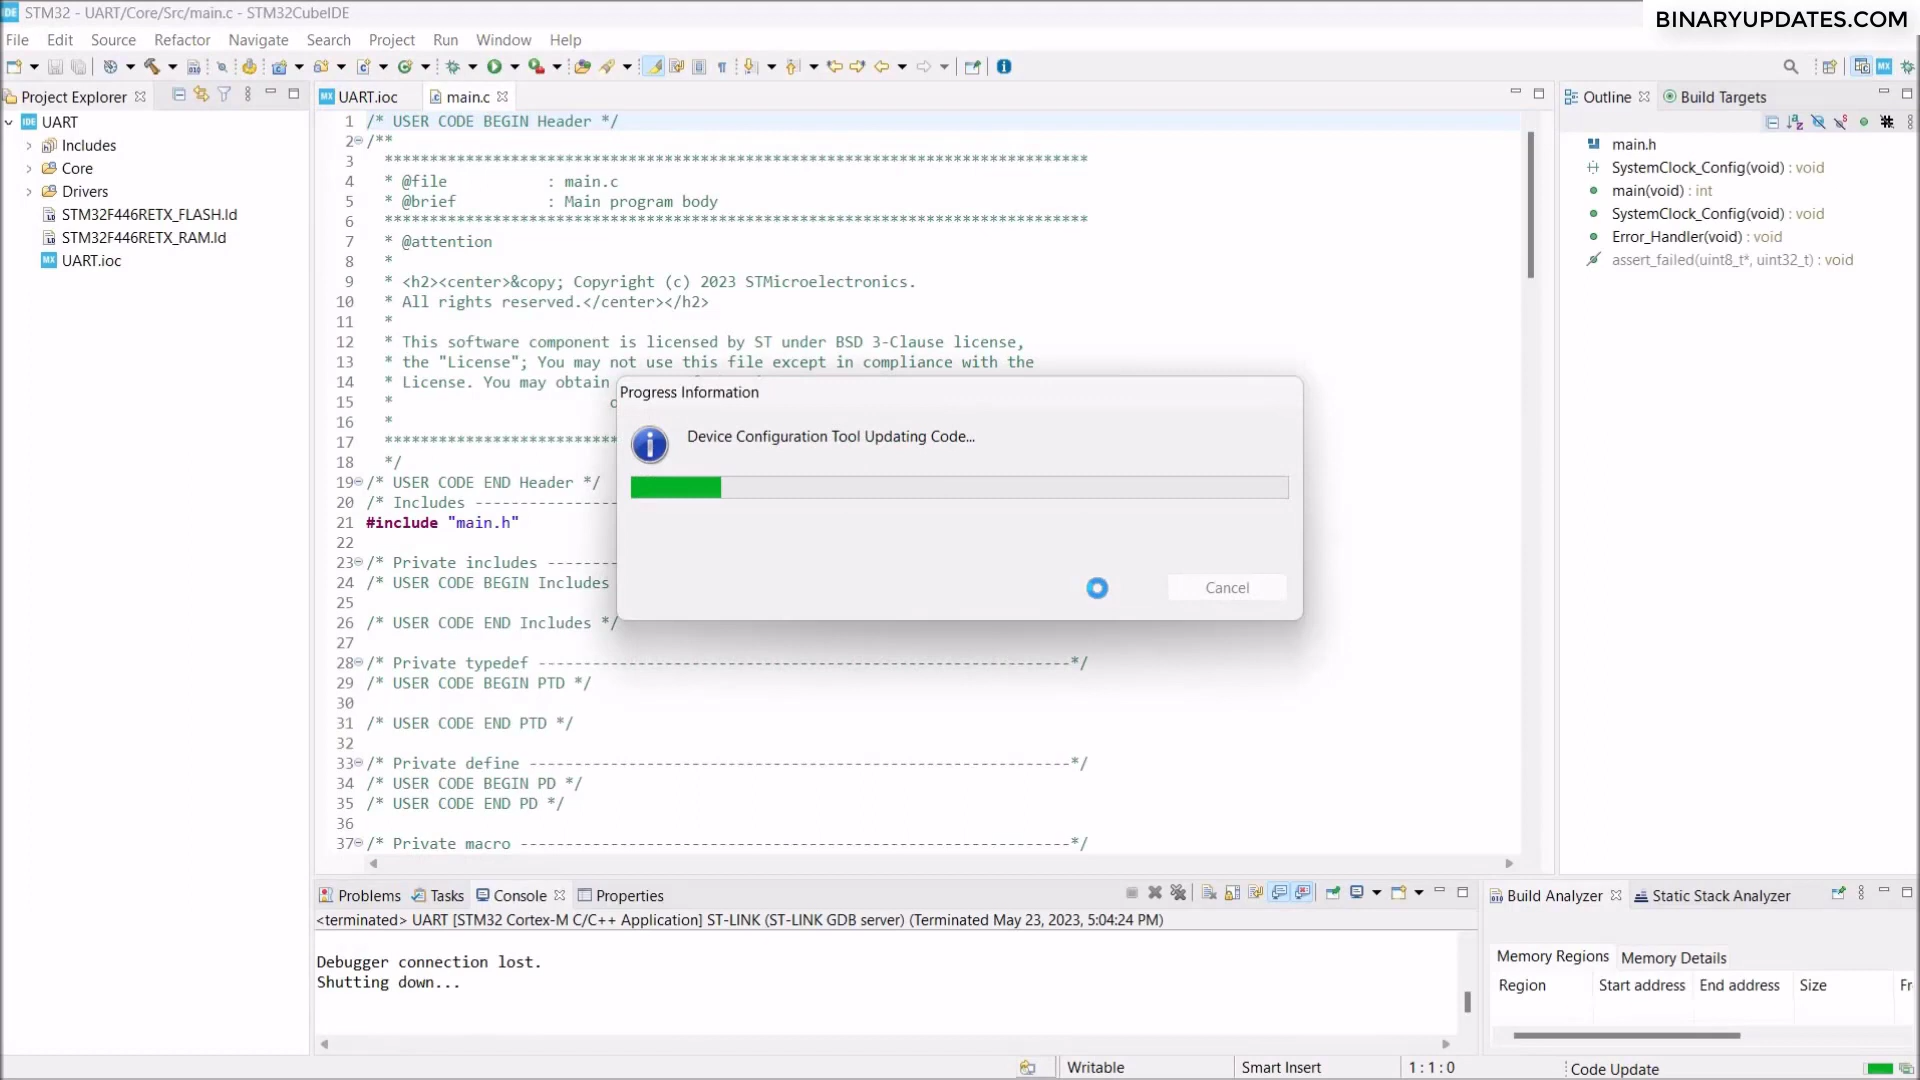 STM32 - UART/Core/Src/main.c - STM32CubeIDE
BINARYUPDATES.COM
File Edit Source Refactor Navigate Search Project Run Window Help
Project Explorer
UART
Includes
Core
Drivers
STM32F446RETX_FLASH.ld
STM32F446RETX_RAM.ld
UART.ioc
UART.ioc main.c
1 /* USER CODE BEGIN Header */
2 /**
3 ******************************************************************************
4 * @file : main.c
5 * @brief : Main program body
6 ******************************************************************************
7 * @attention
8 *
9 * <h2><center>&copy; Copyright (c) 2023 STMicroelectronics.
10 * All rights reserved.</center></h2>
11 *
12 * This software component is licensed by ST under BSD 3-Clause license,
13 * the "License"; You may not use this file except in compliance with the
14 * License. You may obtain
15 *
16 *
17 **************************
18 */
19 /* USER CODE END Header */
20 /* Includes ----------------
21 #include "main.h"
22
23 /* Private includes --------
24 /* USER CODE BEGIN Includes
25
26 /* USER CODE END Includes */
27
28 /* Private typedef -----------------------------------------------------------*/
29 /* USER CODE BEGIN PTD */
30
31 /* USER CODE END PTD */
32
33 /* Private define ------------------------------------------------------------*/
34 /* USER CODE BEGIN PD */
35 /* USER CODE END PD */
36
37 /* Private macro -------------------------------------------------------------*/
Progress Information
Device Configuration Tool Updating Code...
Cancel
Outline Build Targets
main.h
SystemClock_Config(void) : void
main(void) : int
SystemClock_Config(void) : void
Error_Handler(void) : void
assert_failed(uint8_t*, uint32_t) : void
Problems Tasks Console Properties
<terminated> UART [STM32 Cortex-M C/C++ Application] ST-LINK (ST-LINK GDB server) (Terminated May 23, 2023, 5:04:24 PM)
Debugger connection lost.
Shutting down...
Build Analyzer Static Stack Analyzer
Memory Regions Memory Details
Region Start address End address Size Fr
Writable Smart Insert 1 : 1 : 0 Code Update